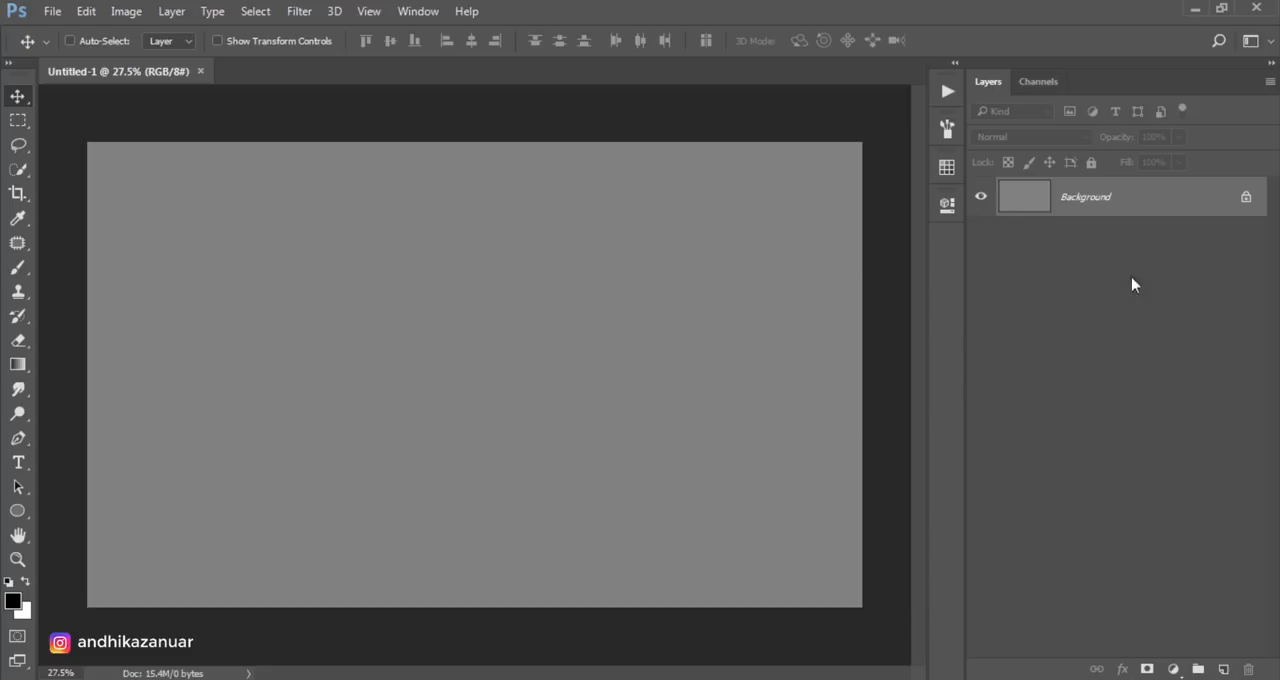 Ps File Edit Image Layer Type Select Filter 3D View Window Help
Auto-Select: Layer Show Transform Controls 3D Mode:
Untitled-1 @ 27.5% (RGB/8#) ×
Layers Channels
Kind
Normal Opacity: 100%
Lock: Fill: 100%
Background
andhikazanuar
27.5% Doc: 15.4M/0 bytes